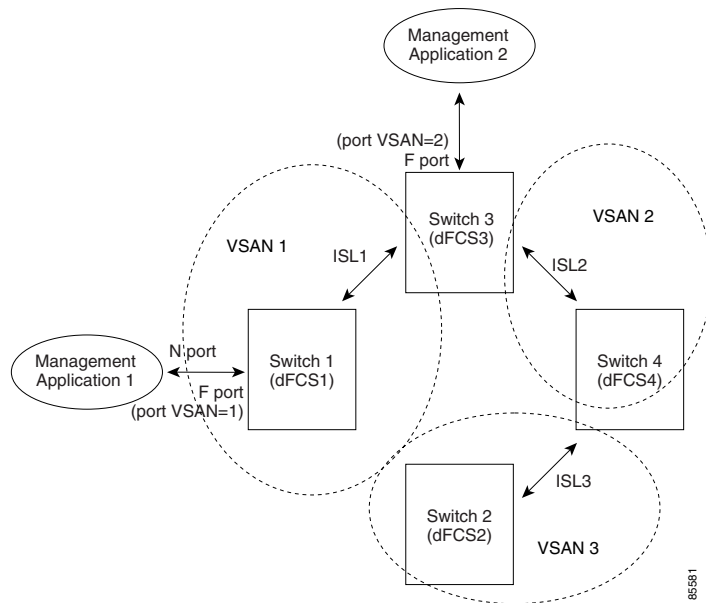 Management
Application 2
(port VSAN=2)
F port
Switch 3
(dFCS3)
VSAN 2
VSAN 1
ISL1
ISL2
Management
Application 1
N port
F port
(port VSAN=1)
Switch 1
(dFCS1)
Switch 4
(dFCS4)
ISL3
Switch 2
(dFCS2)
VSAN 3
85581